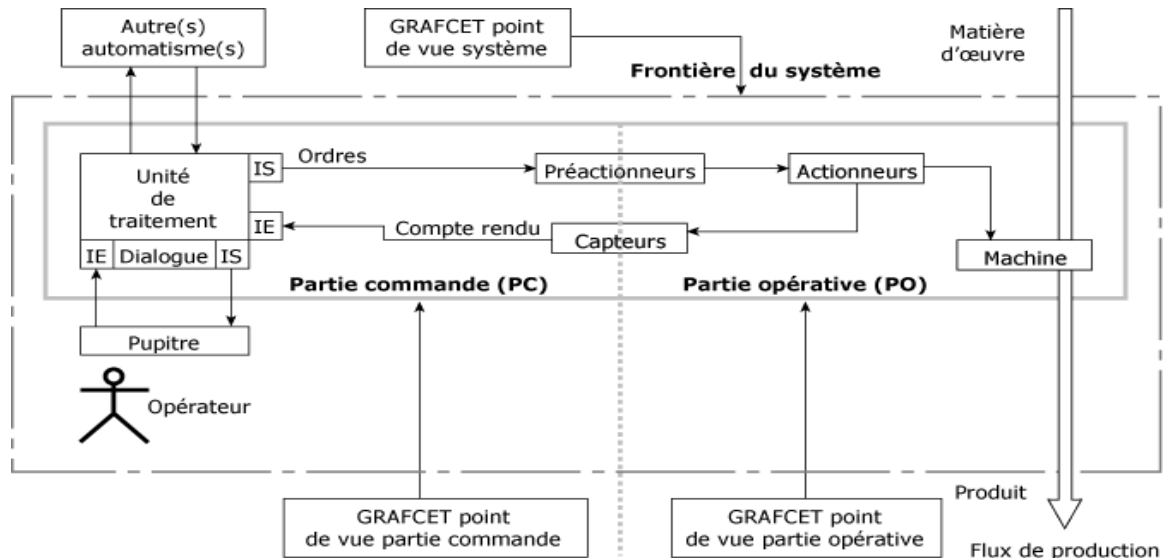 Autre(s)
automatisme(s)
GRAFCET point
de vue système
Matière
d'œuvre
Frontière du système
Unité
de
traitement
IS
Ordres
Préactionneurs
Actionneurs
IE
Compte rendu
Capteurs
IE
Dialogue
IS
Machine
Partie commande (PC)
Partie opérative (PO)
Pupitre
Opérateur
GRAFCET point
de vue partie commande
GRAFCET point
de vue partie opérative
Produit
Flux de production